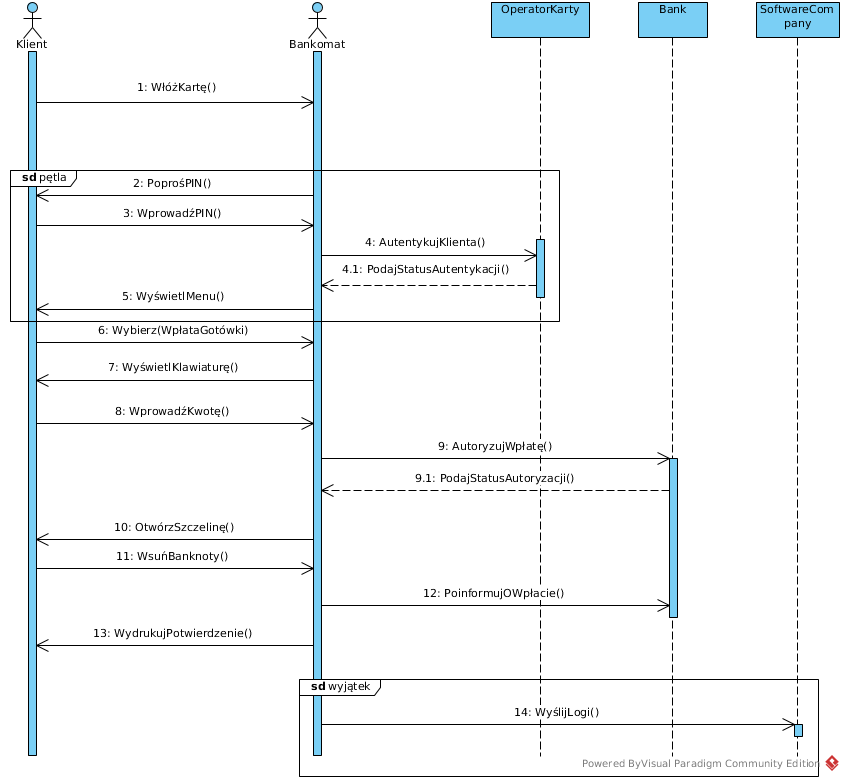 OperatorKarty
Bank
SoftwareCom
pany
Klient
Bankomat
1: WłóżKartę()
sd pętla
2: PoprośPIN()
3: WprowadźPIN()
4: AutentykujKlienta()
4.1: PodajStatusAutentykacji()
5: WyświetlMenu()
6: Wybierz(WpłataGotówki)
7: WyświetlKlawiaturę()
8: WprowadźKwotę()
9: AutoryzujWpłatę()
9.1: PodajStatusAutoryzacji()
10: OtwórzSzczelinę()
11: WsuńBanknoty()
12: PoinformujOWpłacie()
13: WydrukujPotwierdzenie()
sd wyjątek
14: WyślijLogi()
Powered ByVisual Paradigm Community Edition